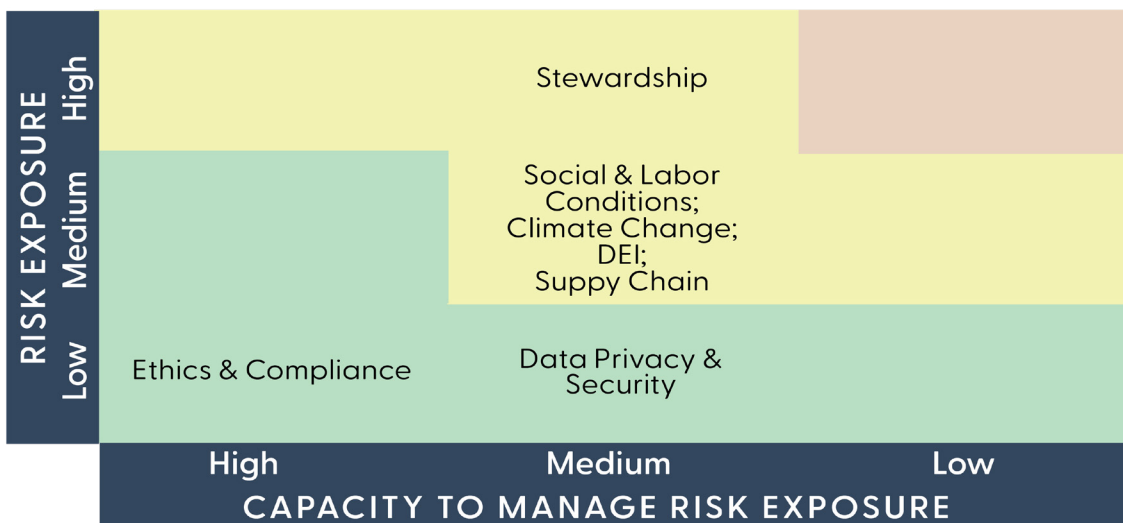 RISK EXPOSURE
High
Medium
Low
Stewardship
Social & Labor
Conditions;
Climate Change;
DEI;
Suppy Chain
Ethics & Compliance
Data Privacy &
Security
High
Medium
Low
CAPACITY TO MANAGE RISK EXPOSURE